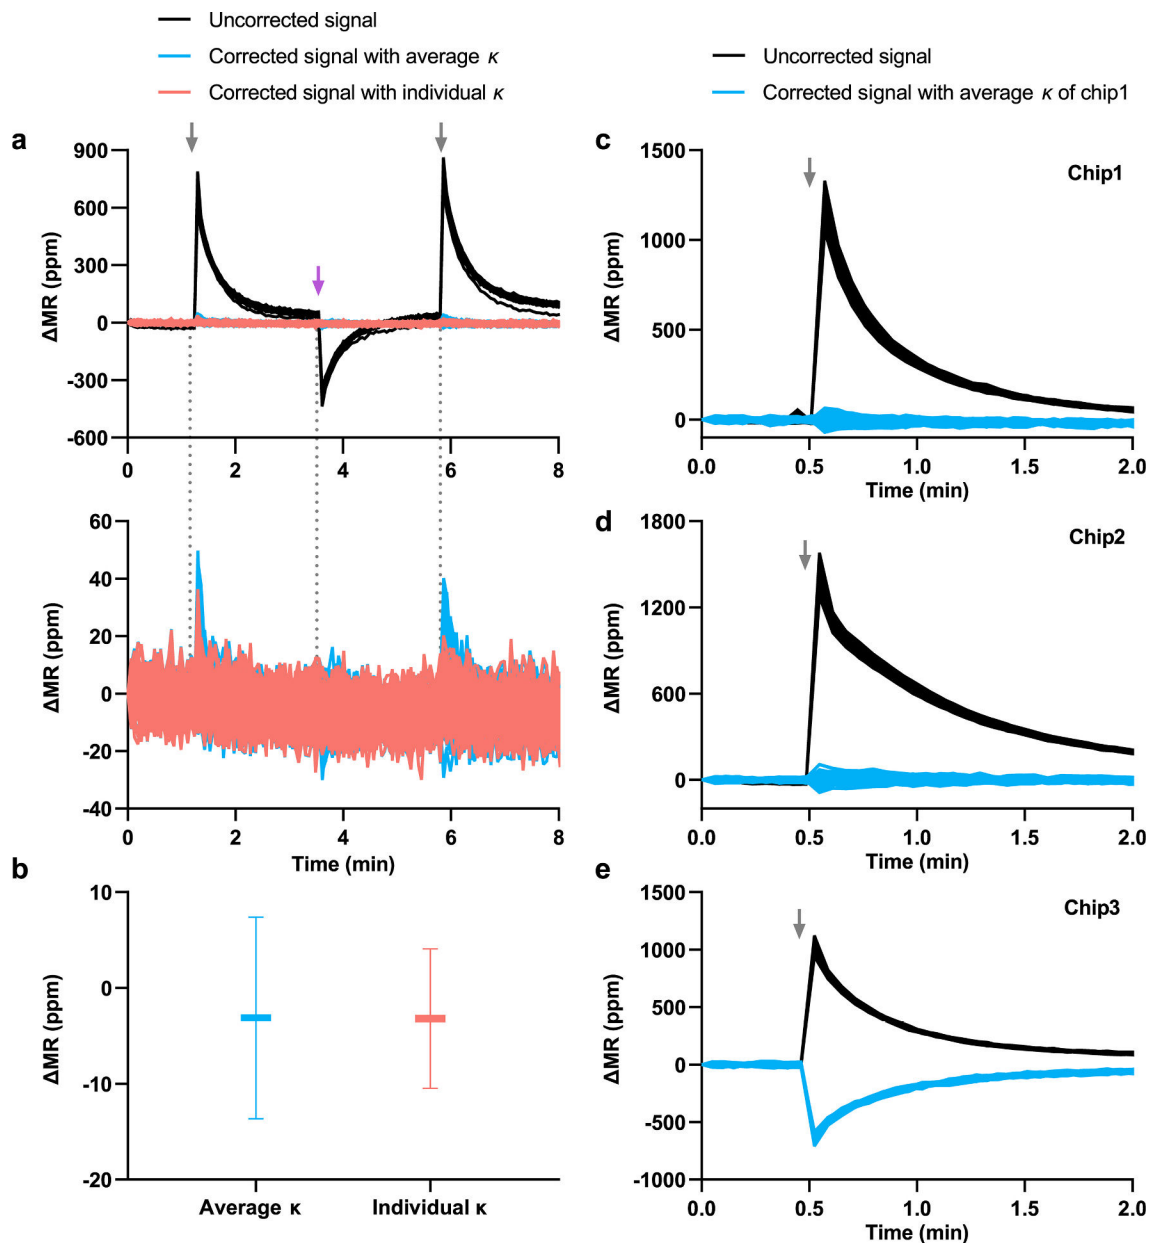 Uncorrected signal
Corrected signal with average κ
Corrected signal with individual κ
Uncorrected signal
Corrected signal with average κ of chip1
a
900
600
300
0
-300
-600
ΔMR (ppm)
0 2 4 6 8
60
40
20
0
-20
-40
ΔMR (ppm)
0 2 4 6 8
Time (min)
b
10
0
-10
-20
ΔMR (ppm)
Average κ Individual κ
c
Chip1
1500
1000
500
0
ΔMR (ppm)
0.0 0.5 1.0 1.5 2.0
Time (min)
d
Chip2
1800
1200
600
0
ΔMR (ppm)
0.0 0.5 1.0 1.5 2.0
Time (min)
e
Chip3
1500
1000
500
0
-500
-1000
ΔMR (ppm)
0.0 0.5 1.0 1.5 2.0
Time (min)